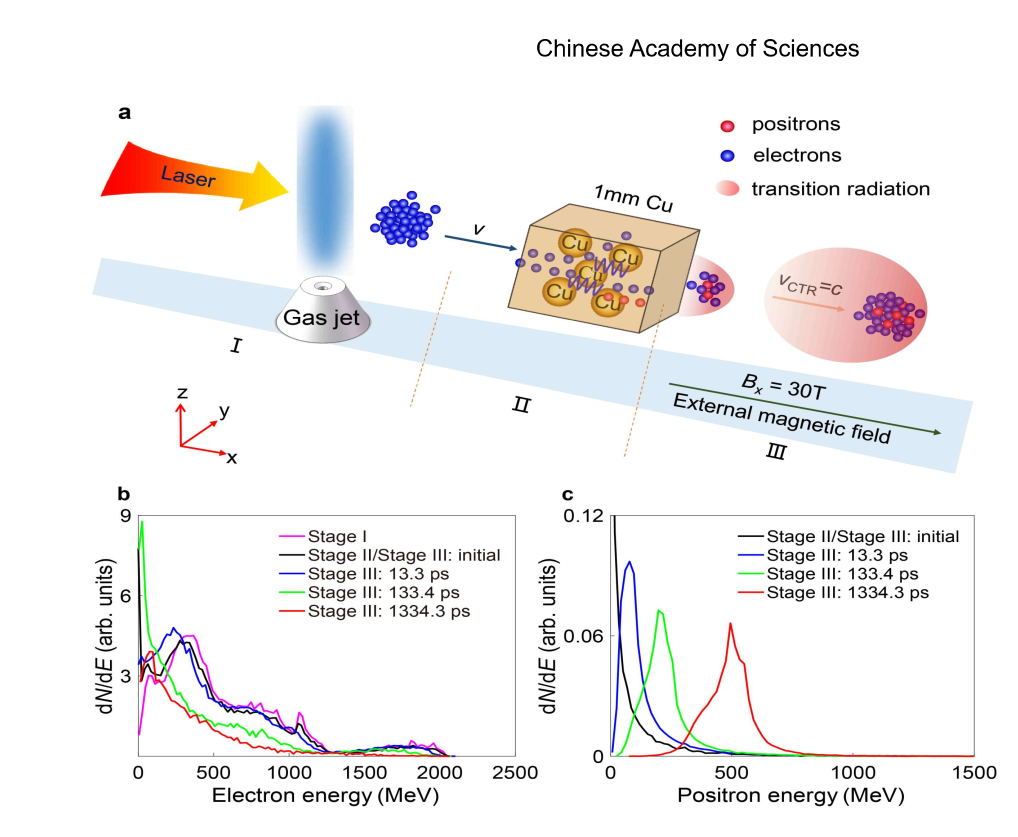 Chinese Academy of Sciences
a
positrons
electrons
transition radiation
Laser
1mm Cu
v
Cu
Cu
Cu
Cu
Cu
vCTR=c
Gas jet
I
II
III
Bx = 30T
External magnetic field
z
y
x
b
9
6
3
0
500
1000
1500
2000
2500
dN/dE (arb. units)
Electron energy (MeV)
Stage I
Stage II/Stage III: initial
Stage III: 13.3 ps
Stage III: 133.4 ps
Stage III: 1334.3 ps
c
0.12
0.06
0
0
500
1000
1500
dN/dE (arb. units)
Positron energy (MeV)
Stage II/Stage III: initial
Stage III: 13.3 ps
Stage III: 133.4 ps
Stage III: 1334.3 ps